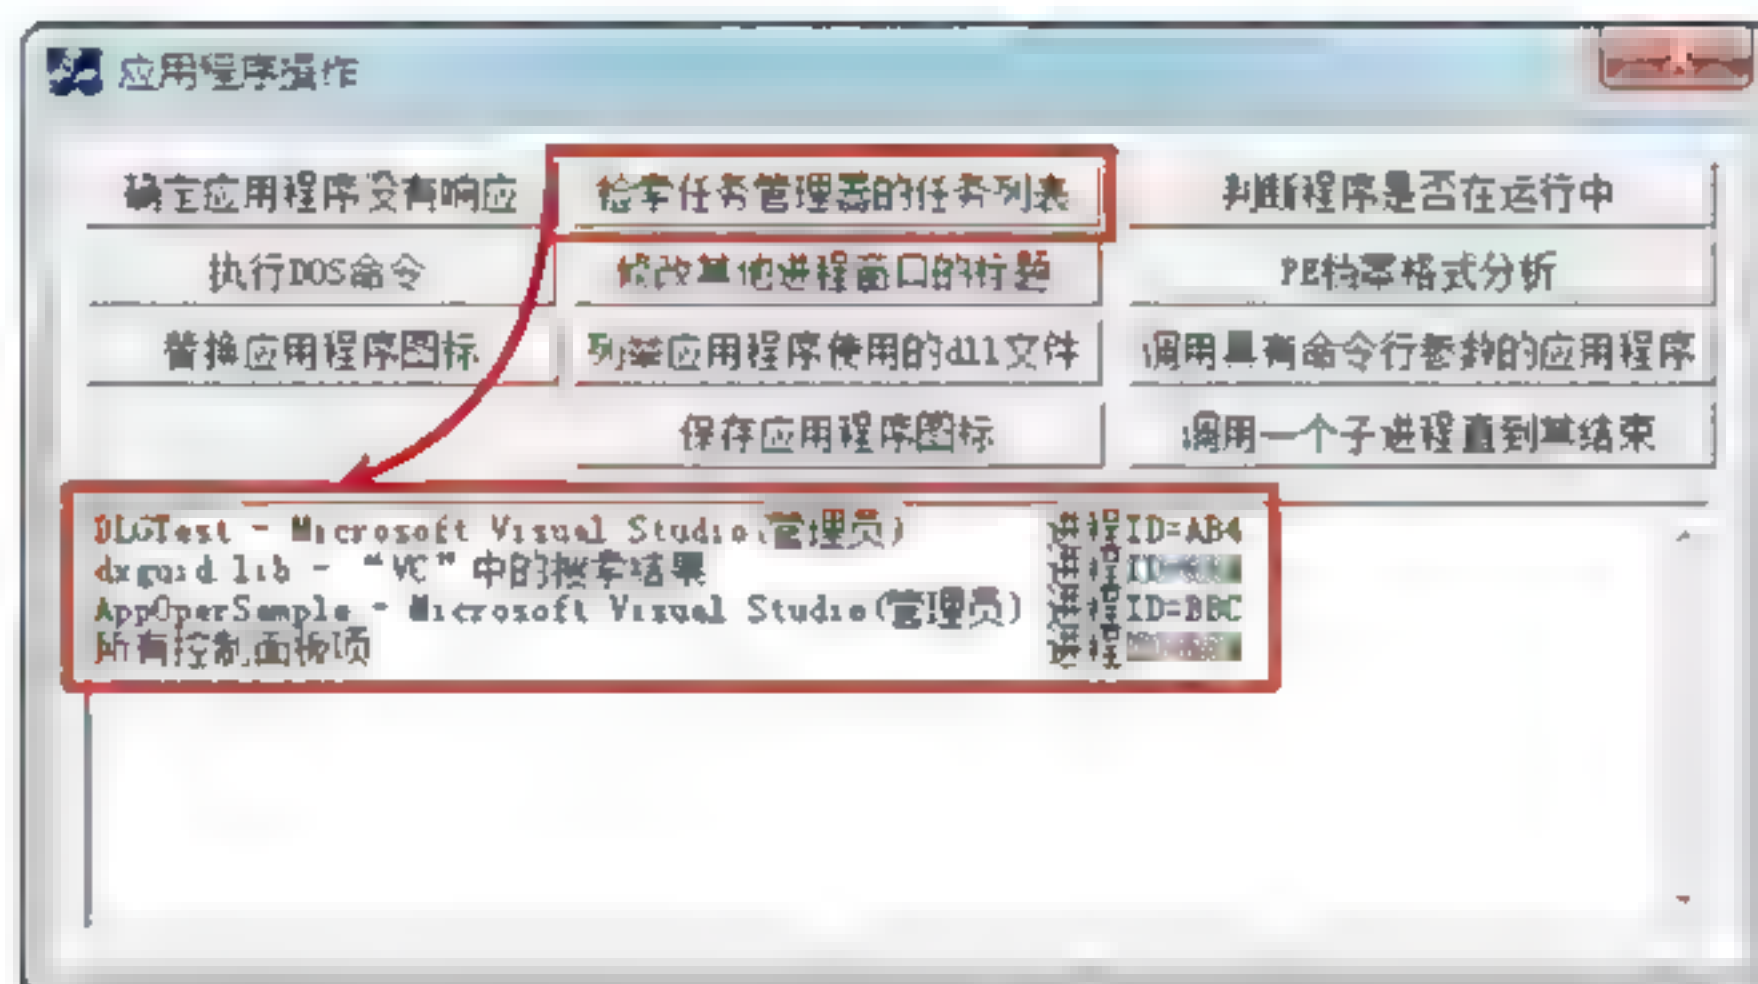 应用程序操作
确定应用程序没有响应 检索任务管理器的任务列表 判断程序是否在运行中
执行DOS命令 修改其他进程窗口的标题 PE档案格式分析
替换应用程序图标 列举应用程序使用的dll文件 调用具有命令行参数的应用程序
保存应用程序图标 调用一个子进程直到其结束
DLGTest - Microsoft Visual Studio(管理员) 进程ID=AB4
dxguid lib - “VC”中的搜索结果 进程
AppOperSample - Microsoft Visual Studio(管理员) 进程ID=BBC
所有控制面板项 进程